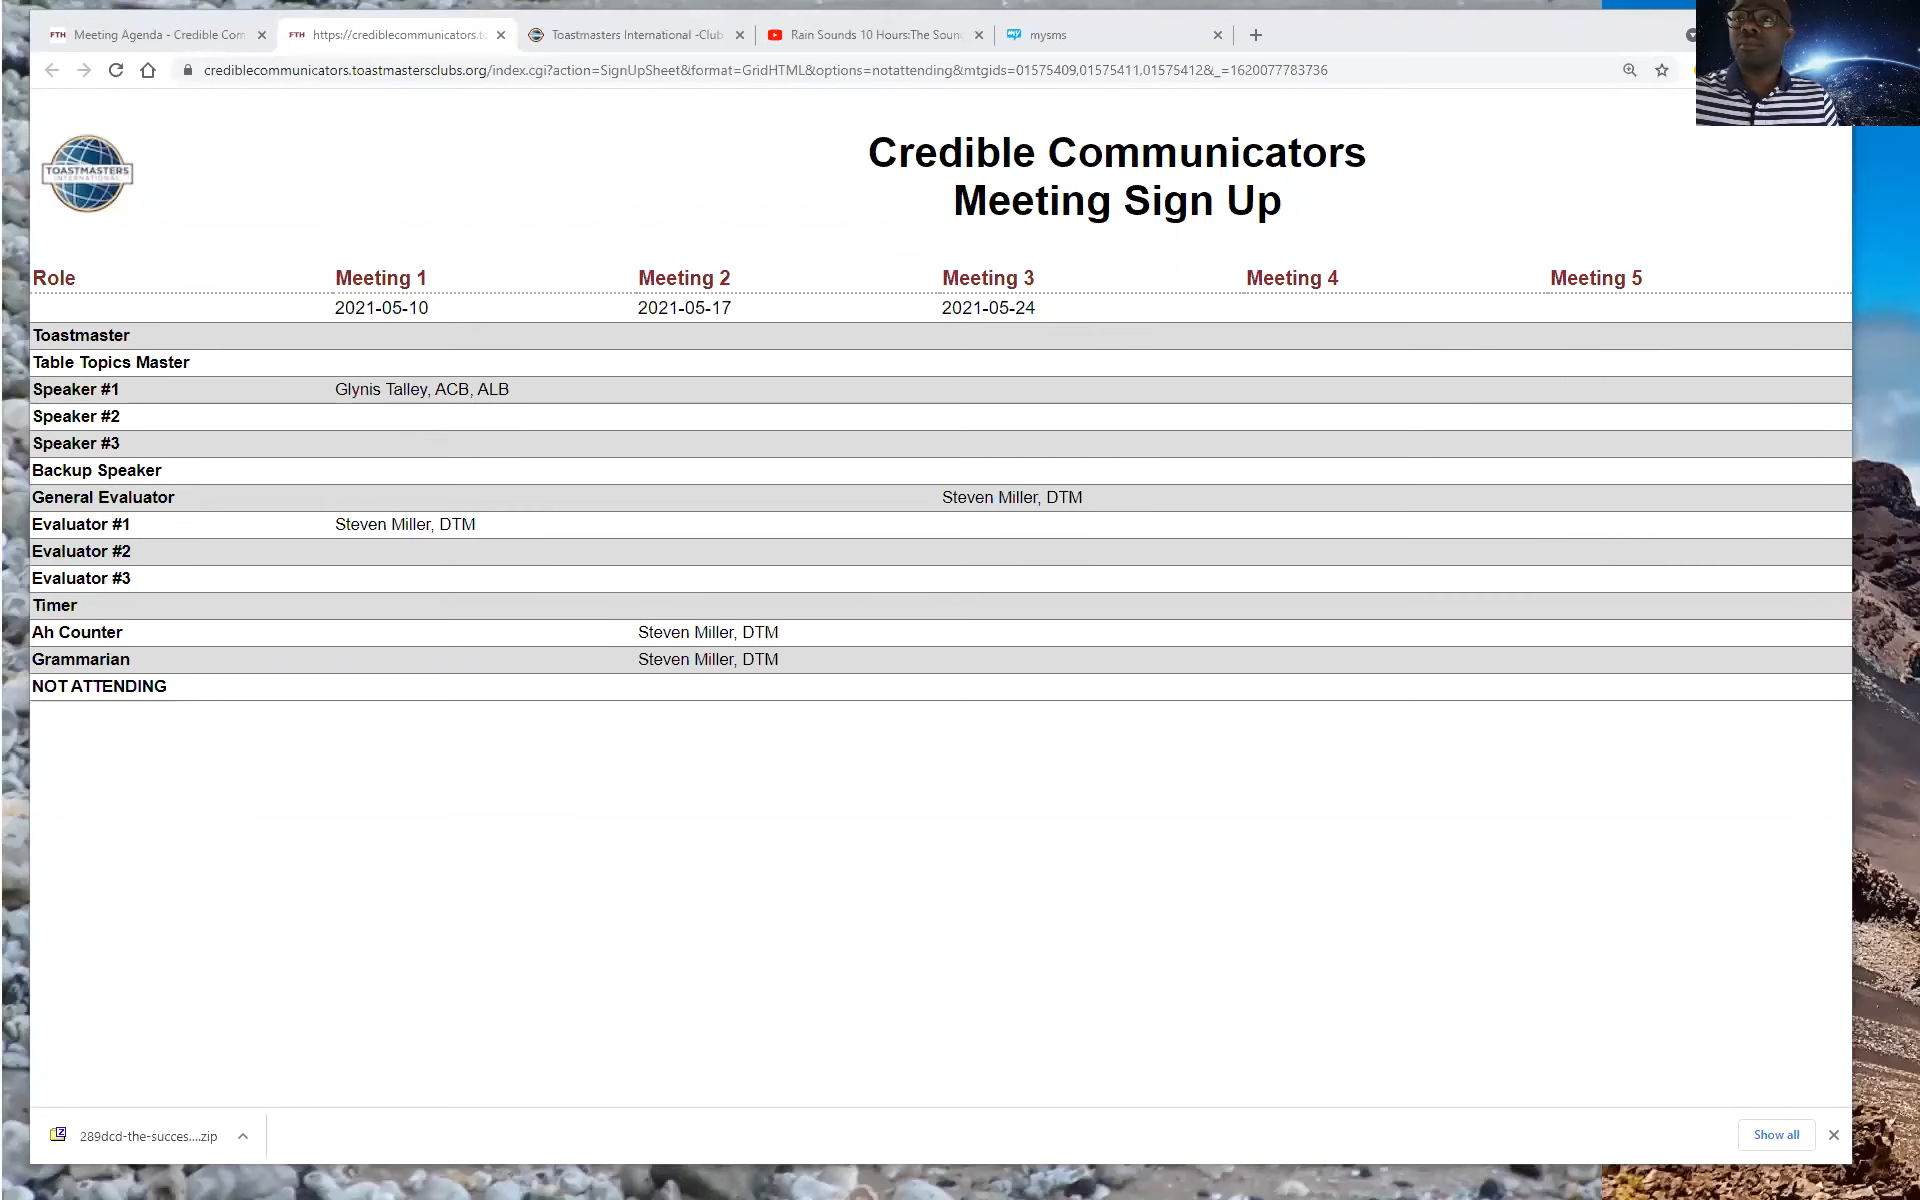 FTH Meeting Agenda - Credible Com
FTH https://crediblecommunicators.to
Toastmasters International -Club
Rain Sounds 10 Hours:The Soun
my mysms
crediblecommunicators.toastmastersclubs.org/index.cgi?action=SignUpSheet&format=GridHTML&options=notattending&mtgids=01575409,01575411,01575412&_=1620077783736
TOASTMASTERS
INTERNATIONAL
Credible Communicators
Meeting Sign Up
Role Meeting 1 Meeting 2 Meeting 3 Meeting 4 Meeting 5
2021-05-10 2021-05-17 2021-05-24
Toastmaster
Table Topics Master
Speaker #1 Glynis Talley, ACB, ALB
Speaker #2
Speaker #3
Backup Speaker
General Evaluator Steven Miller, DTM
Evaluator #1 Steven Miller, DTM
Evaluator #2
Evaluator #3
Timer
Ah Counter Steven Miller, DTM
Grammarian Steven Miller, DTM
NOT ATTENDING
289dcd-the-succes....zip
Show all